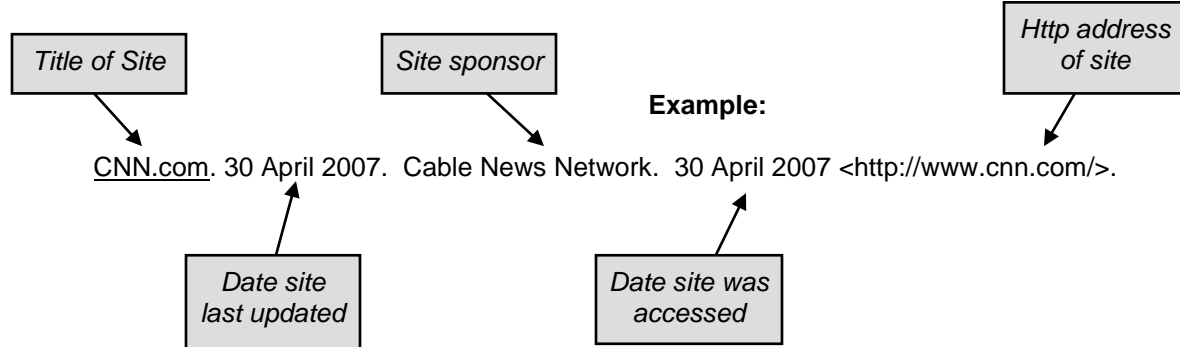 Http address
of site
Title of Site
Site sponsor
Example:
CNN.com. 30 April 2007.  Cable News Network.  30 April 2007 <http://www.cnn.com/>.
Date site
last updated
Date site was
accessed